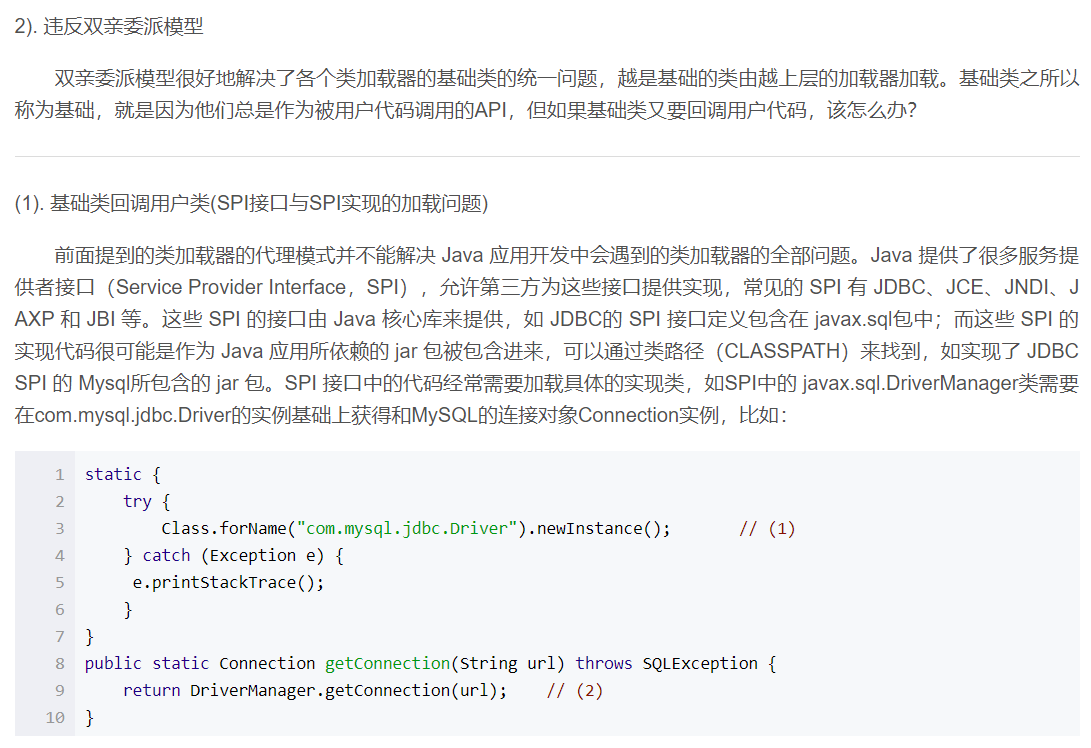 2). 违反双亲委派模型
双亲委派模型很好地解决了各个类加载器的基础类的统一问题，越是基础的类由越上层的加载器加载。基础类之所以
称为基础，就是因为他们总是作为被用户代码调用的API，但如果基础类又要回调用户代码，该怎么办？
(1). 基础类回调用户类(SPI接口与SPI实现的加载问题)
前面提到的类加载器的代理模式并不能解决 Java 应用开发中会遇到的类加载器的全部问题。Java 提供了很多服务提
供者接口（Service Provider Interface，SPI），允许第三方为这些接口提供实现，常见的 SPI 有 JDBC、JCE、JNDI、J
AXP 和 JBI 等。这些 SPI 的接口由 Java 核心库来提供，如 JDBC的 SPI 接口定义包含在 javax.sql包中；而这些 SPI 的
实现代码很可能是作为 Java 应用所依赖的 jar 包被包含进来，可以通过类路径（CLASSPATH）来找到，如实现了 JDBC
SPI 的 Mysql所包含的 jar 包。SPI 接口中的代码经常需要加载具体的实现类，如SPI中的 javax.sql.DriverManager类需要
在com.mysql.jdbc.Driver的实例基础上获得和MySQL的连接对象Connection实例，比如：
1 static {
2 try {
3 Class.forName("com.mysql.jdbc.Driver").newInstance(); // (1)
4 } catch (Exception e) {
5 e.printStackTrace();
6 }
7 }
8 public static Connection getConnection(String url) throws SQLException {
9 return DriverManager.getConnection(url); // (2)
10 }